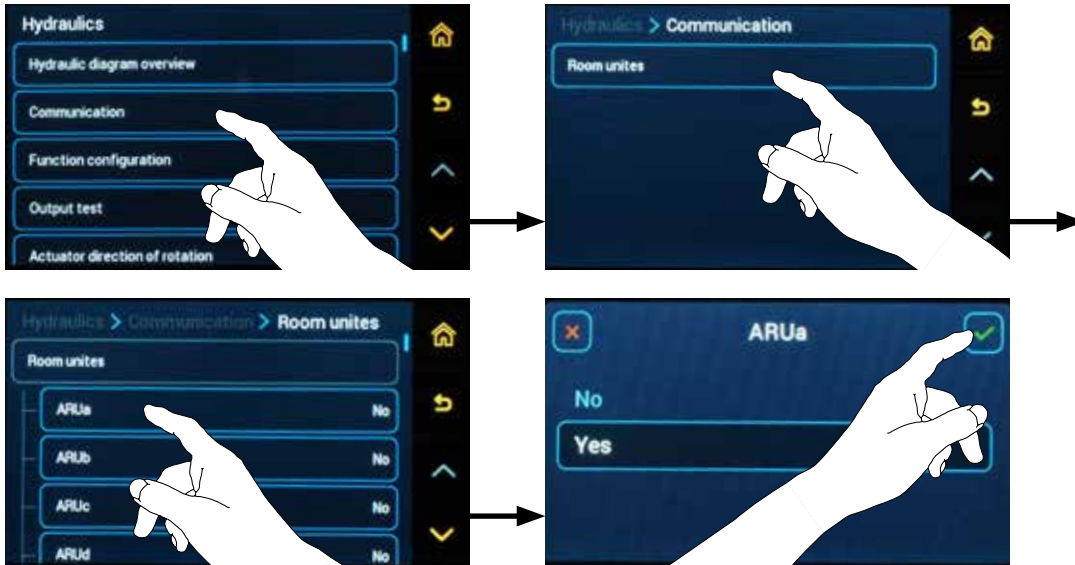 Hydraulics
Hydraulic diagram overview
Communication
Function configuration
Output test
Actuator direction of rotation
Hydraulics > Communication
Room unites
Hydraulics > Communication > Room unites
Room unites
ARUa No
ARUb No
ARUc No
ARUd No
ARUa
No
Yes